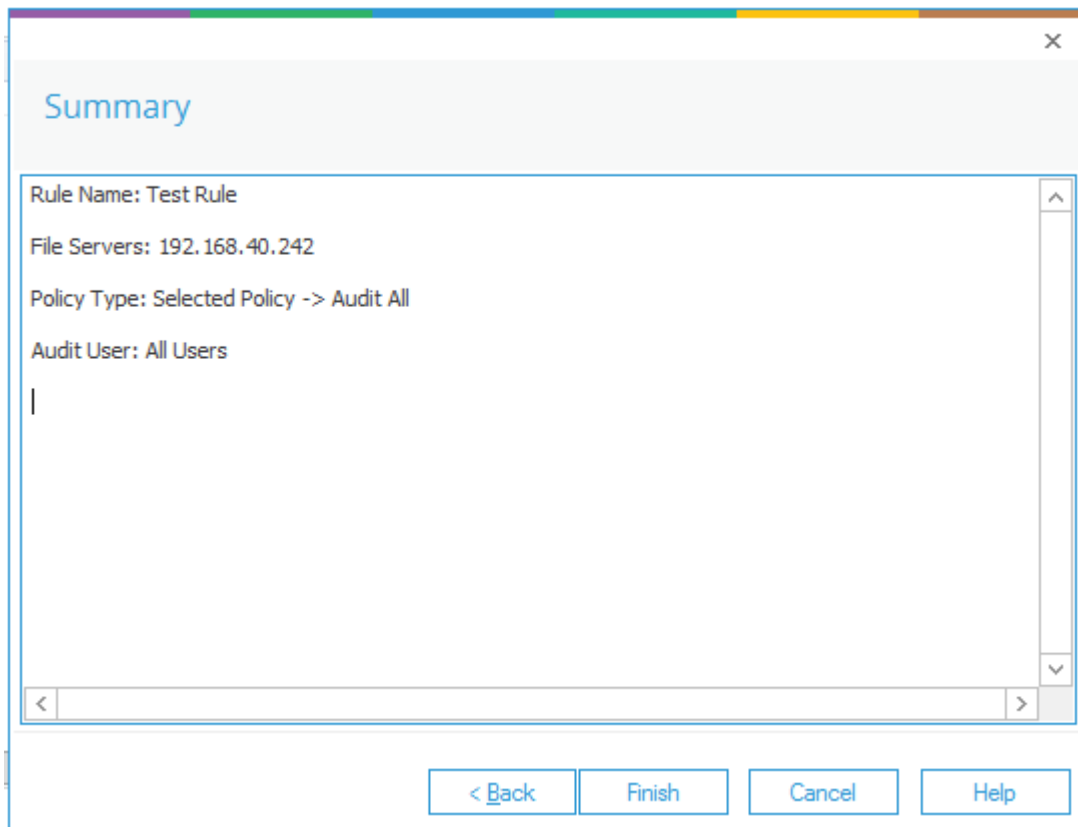 Summary
Rule Name: Test Rule
File Servers: 192.168.40.242
Policy Type: Selected Policy -> Audit All
Audit User: All Users
< Back
Finish
Cancel
Help